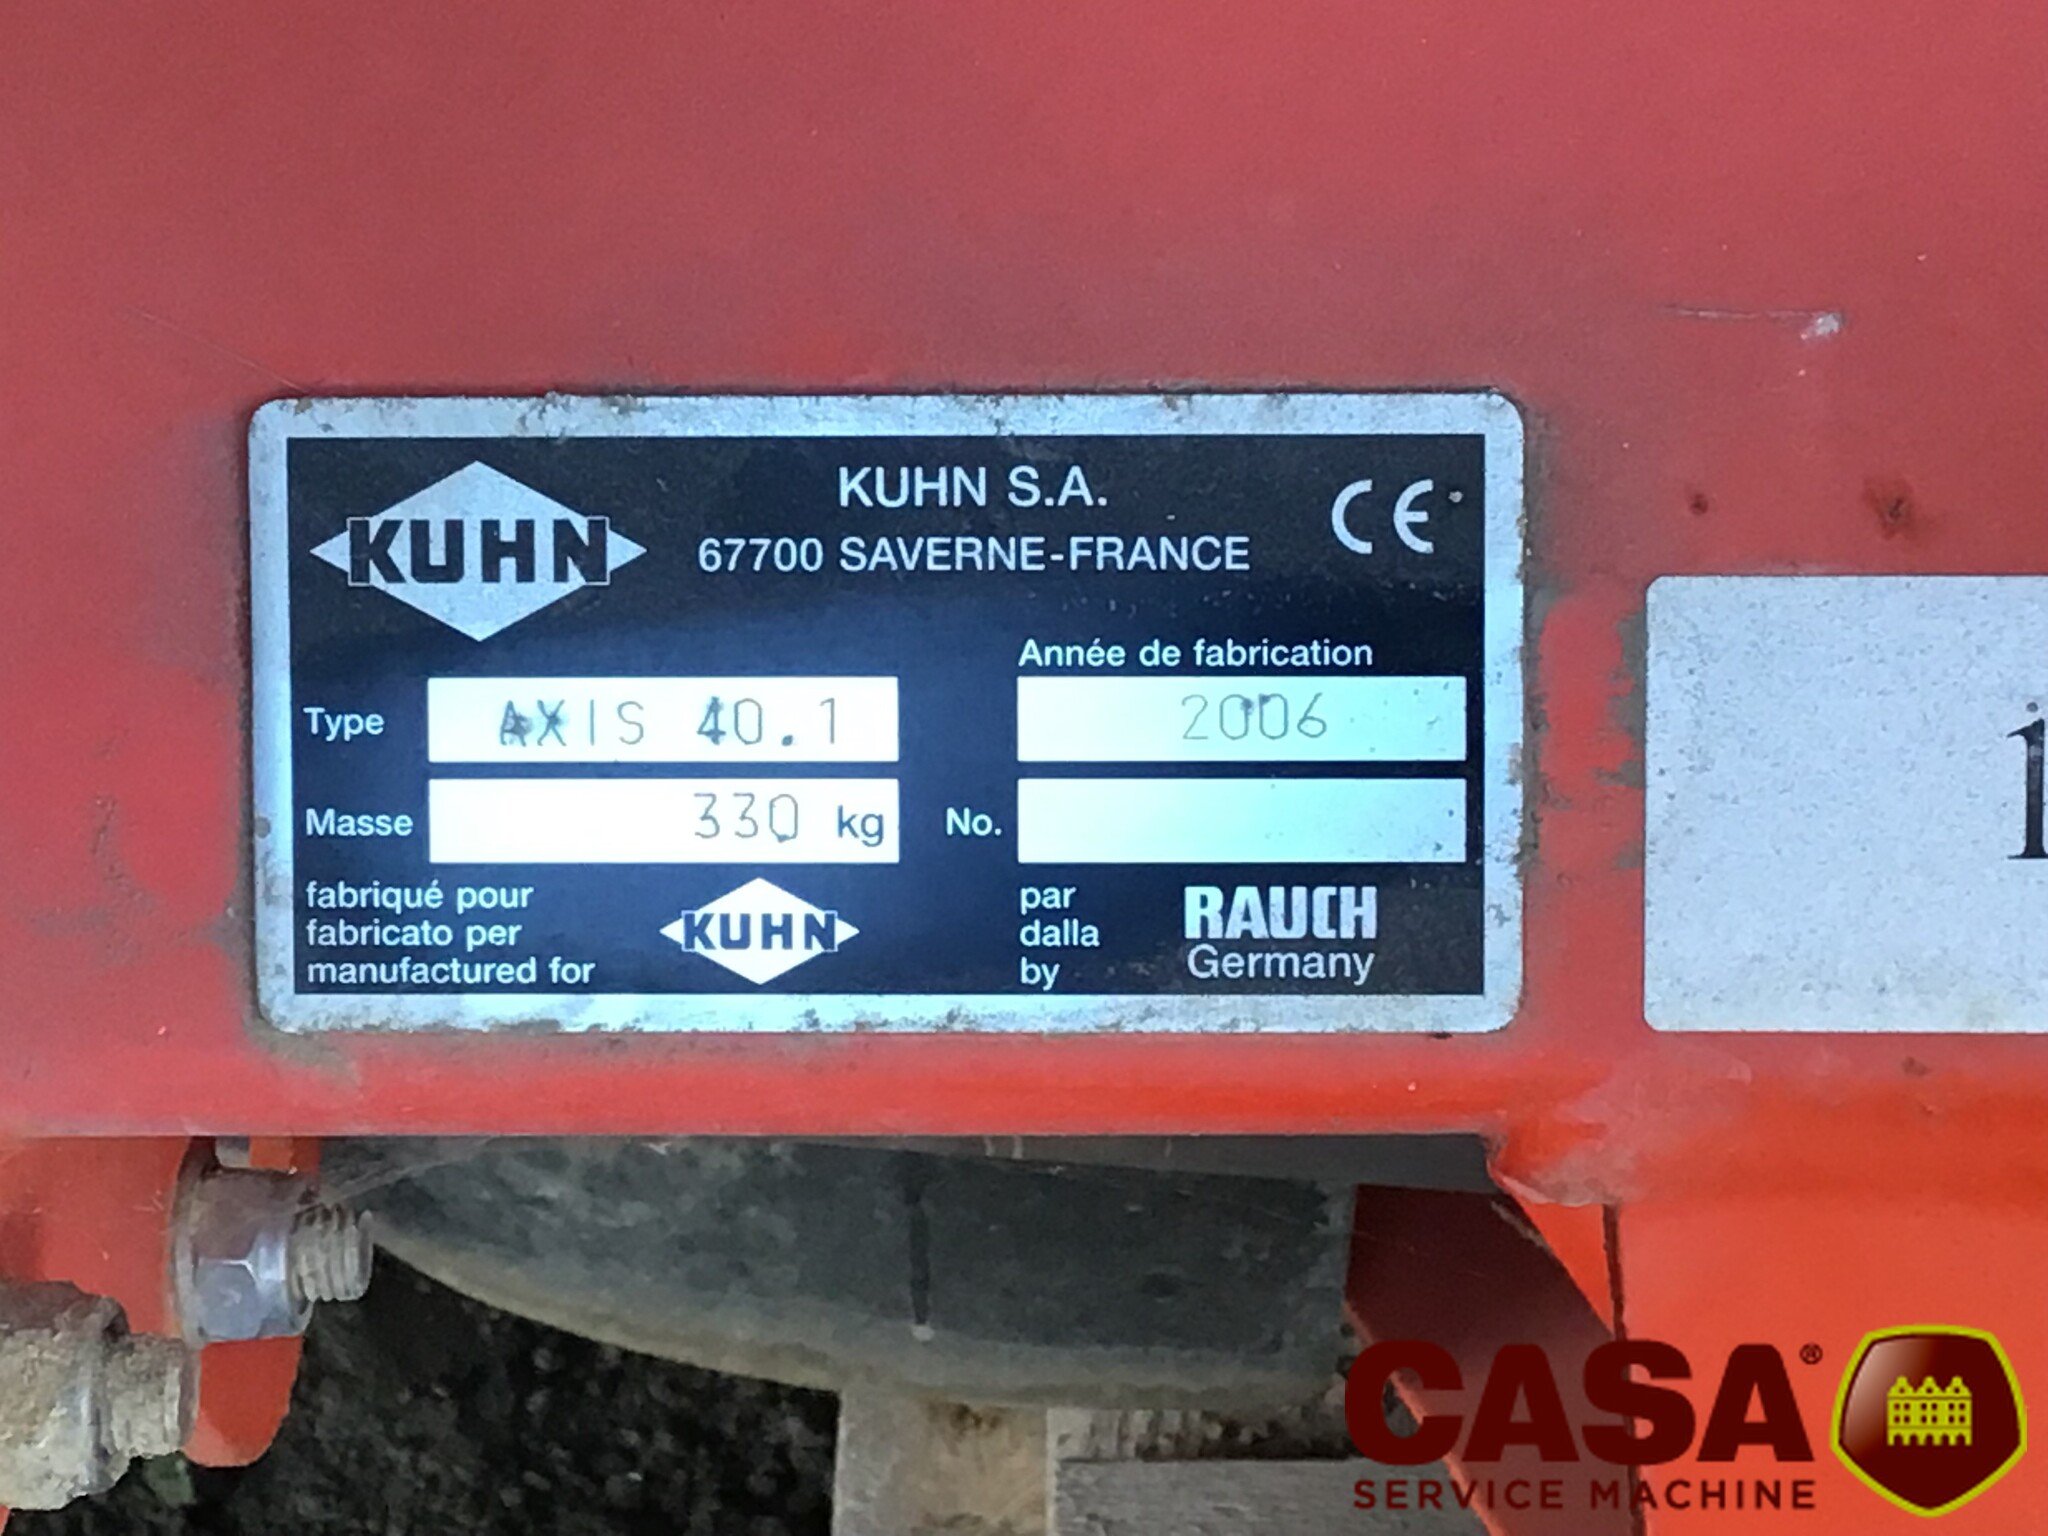 KUHN
KUHN S.A.
67700 SAVERNE-FRANCE
CE
Année de fabrication
Type AXIS 40.1 2006
Masse 330 kg No.
fabriqué pour
fabricato per
manufactured for
KUHN
par
dalla
by
RAUCH
Germany
i
CASA®
SERVICE MACHINE